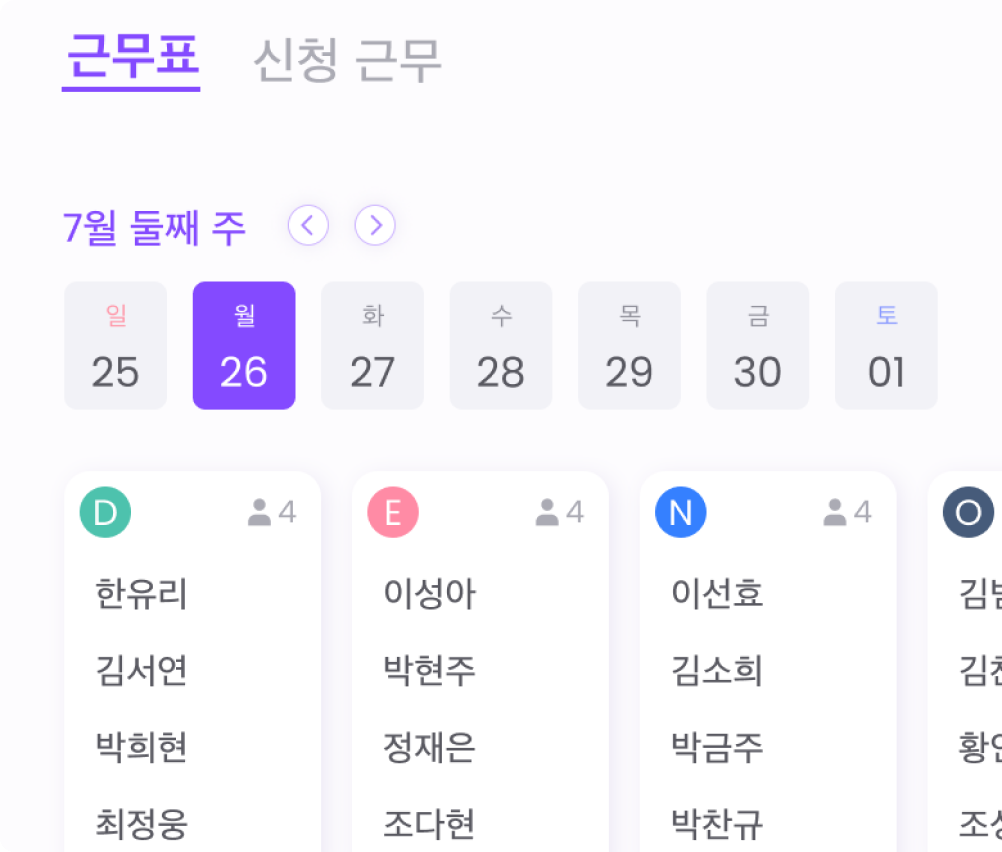 근무표 신청 근무
7월 둘째 주
일 월 화 수 목 금 토
25 26 27 28 29 30 01
D 4 E 4 N 4 O
한유리 이성아 이선효
김서연 박현주 김소희
박희현 정재은 박금주
최정웅 조다현 박찬규